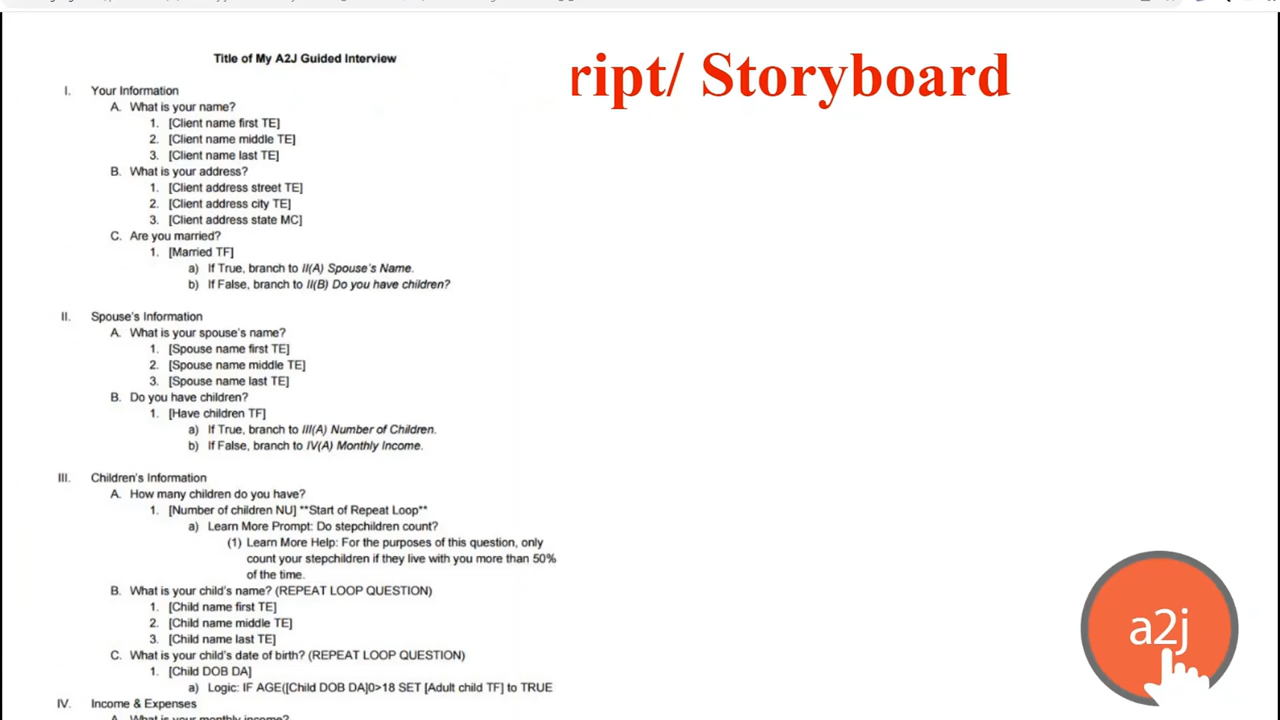 Title of My A2J Guided Interview
ript/ Storyboard
I. Your Information
A. What is your name?
1. [Client name first TE]
2. [Client name middle TE]
3. [Client name last TE]
B. What is your address?
1. [Client address street TE]
2. [Client address city TE]
3. [Client address state MC]
C. Are you married?
1. [Married TF]
a) If True, branch to II(A) Spouse's Name.
b) If False, branch to II(B) Do you have children?
II. Spouse's Information
A. What is your spouse's name?
1. [Spouse name first TE]
2. [Spouse name middle TE]
3. [Spouse name last TE]
B. Do you have children?
1. [Have children TF]
a) If True, branch to III(A) Number of Children.
b) If False, branch to IV(A) Monthly Income.
III. Children's Information
A. How many children do you have?
1. [Number of children NU] **Start of Repeat Loop**
a) Learn More Prompt: Do stepchildren count?
(1) Learn More Help: For the purposes of this question, only
count your stepchildren if they live with you more than 50%
of the time.
B. What is your child's name? (REPEAT LOOP QUESTION)
1. [Child name first TE]
2. [Child name middle TE]
3. [Child name last TE]
C. What is your child's date of birth? (REPEAT LOOP QUESTION)
1. [Child DOB DA]
a) Logic: IF AGE([Child DOB DA]0>18 SET [Adult child TF] to TRUE
IV. Income & Expenses
A. What is your monthly income?
a2j